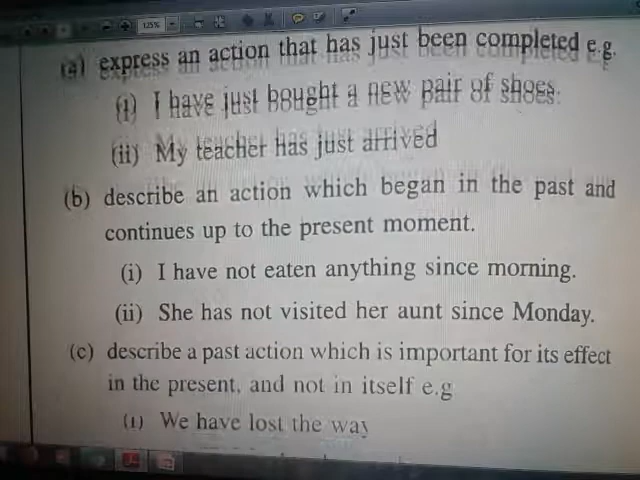 125%
(a) express an action that has just been completed e.g.
(i) I have just bought a new pair of shoes.
(ii) My teacher has just arrived
(b) describe an action which began in the past and
continues up to the present moment.
(i) I have not eaten anything since morning.
(ii) She has not visited her aunt since Monday.
(c) describe a past action which is important for its effect
in the present, and not in itself e.g
(i) We have lost the way